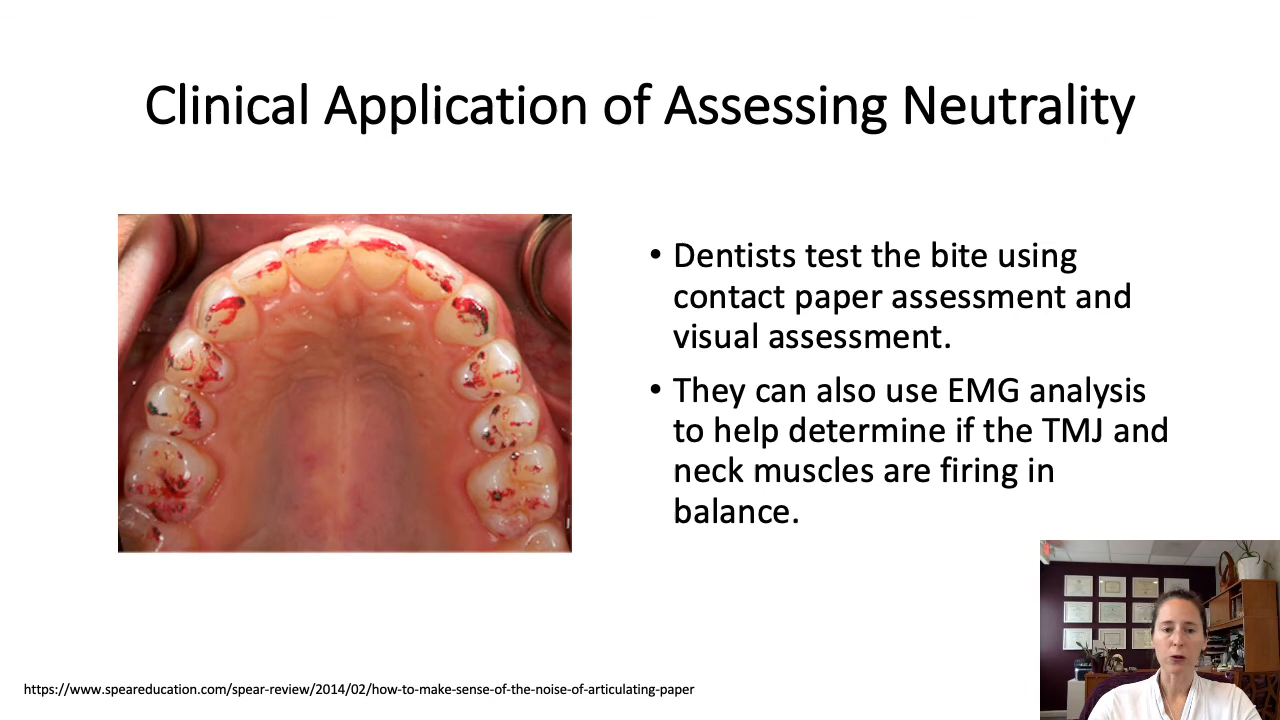 Clinical Application of Assessing Neutrality
• Dentists test the bite using
contact paper assessment and
visual assessment.
• They can also use EMG analysis
to help determine if the TMJ and
neck muscles are firing in
balance.
https://www.speareducation.com/spear-review/2014/02/how-to-make-sense-of-the-noise-of-articulating-paper